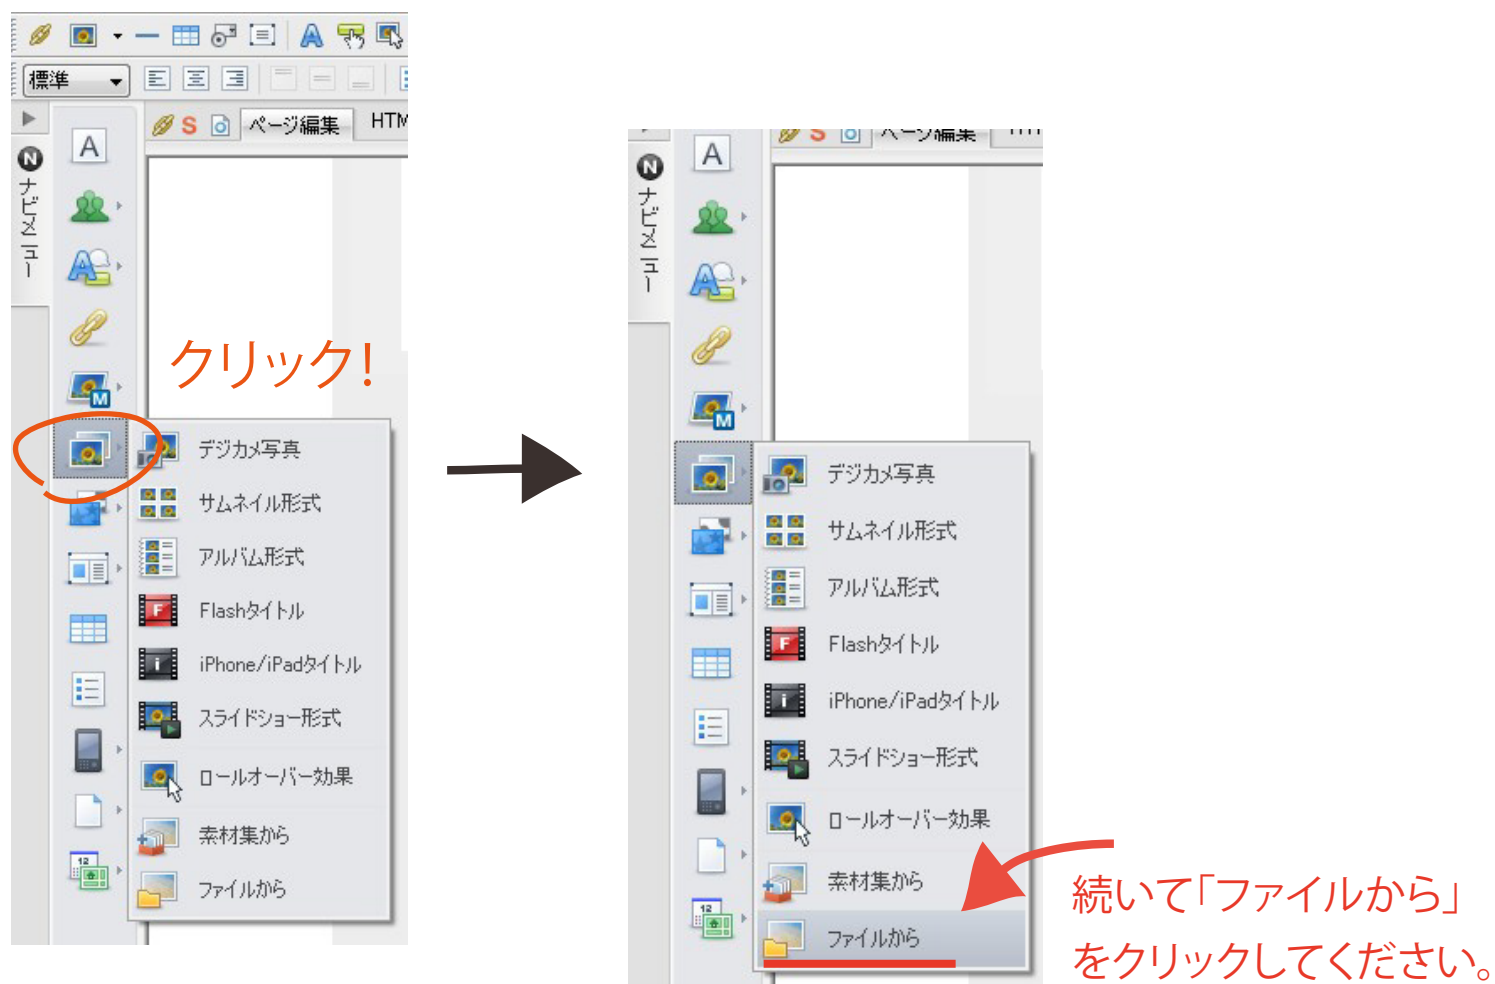 標準
S
ページ編集
HTM
A
N
ナビメニュー
M
クリック!
デジカメ写真
サムネイル形式
アルバム形式
F
Flashタイトル
i
iPhone/iPadタイトル
スライドショー形式
ロールオーバー効果
素材集から
12
ファイルから
S
ページ編集
A
N
ナビメニュー
M
デジカメ写真
サムネイル形式
アルバム形式
F
Flashタイトル
i
iPhone/iPadタイトル
スライドショー形式
ロールオーバー効果
素材集から
12
ファイルから
続いて「ファイルから」
をクリックしてください。